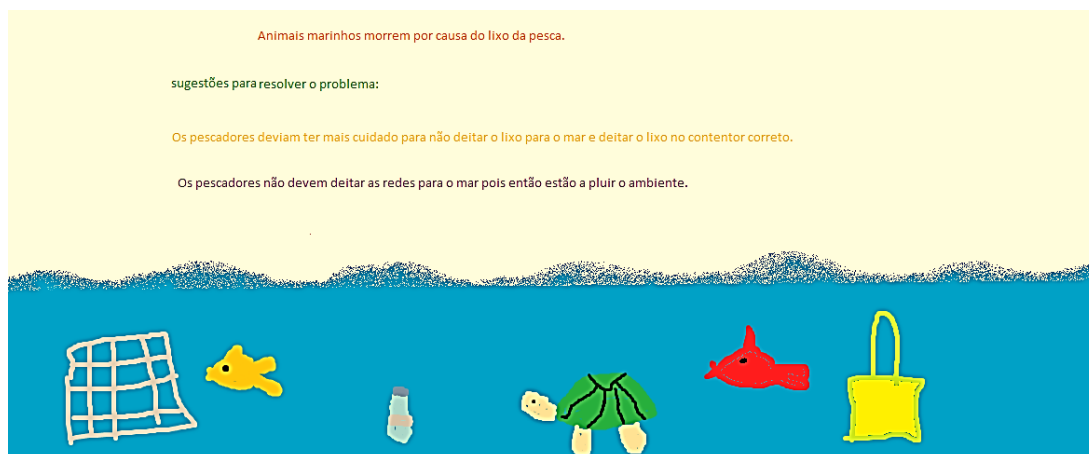 Animais marinhos morrem por causa do lixo da pesca.
sugestões para resolver o problema:
Os pescadores deviam ter mais cuidado para não deitar o lixo para o mar e deitar o lixo no contentor correto.
Os pescadores não devem deitar as redes para o mar pois então estão a pluir o ambiente.